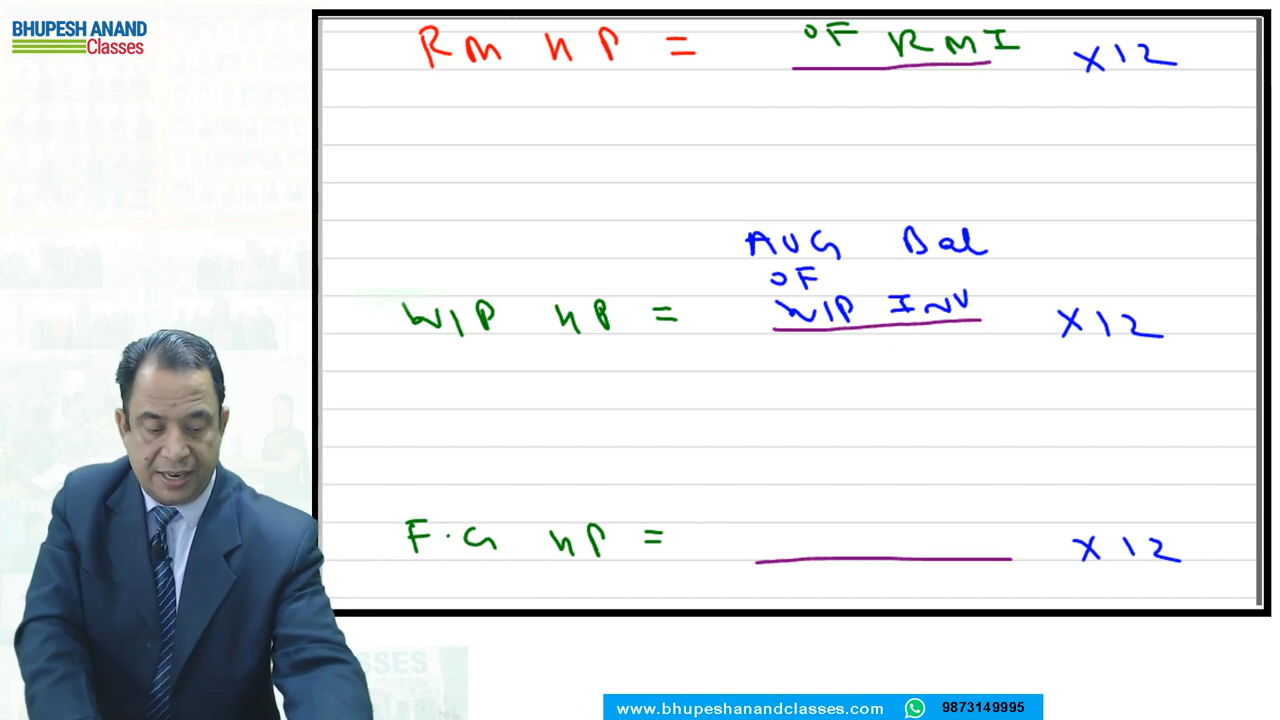 BHUPESH ANAND
Classes
OF RMI
RM HP = X12
AVG Bal
OF
WIP INV
WIP HP = X12
F.G HP = X12
www.bhupeshanandclasses.com 9873149995